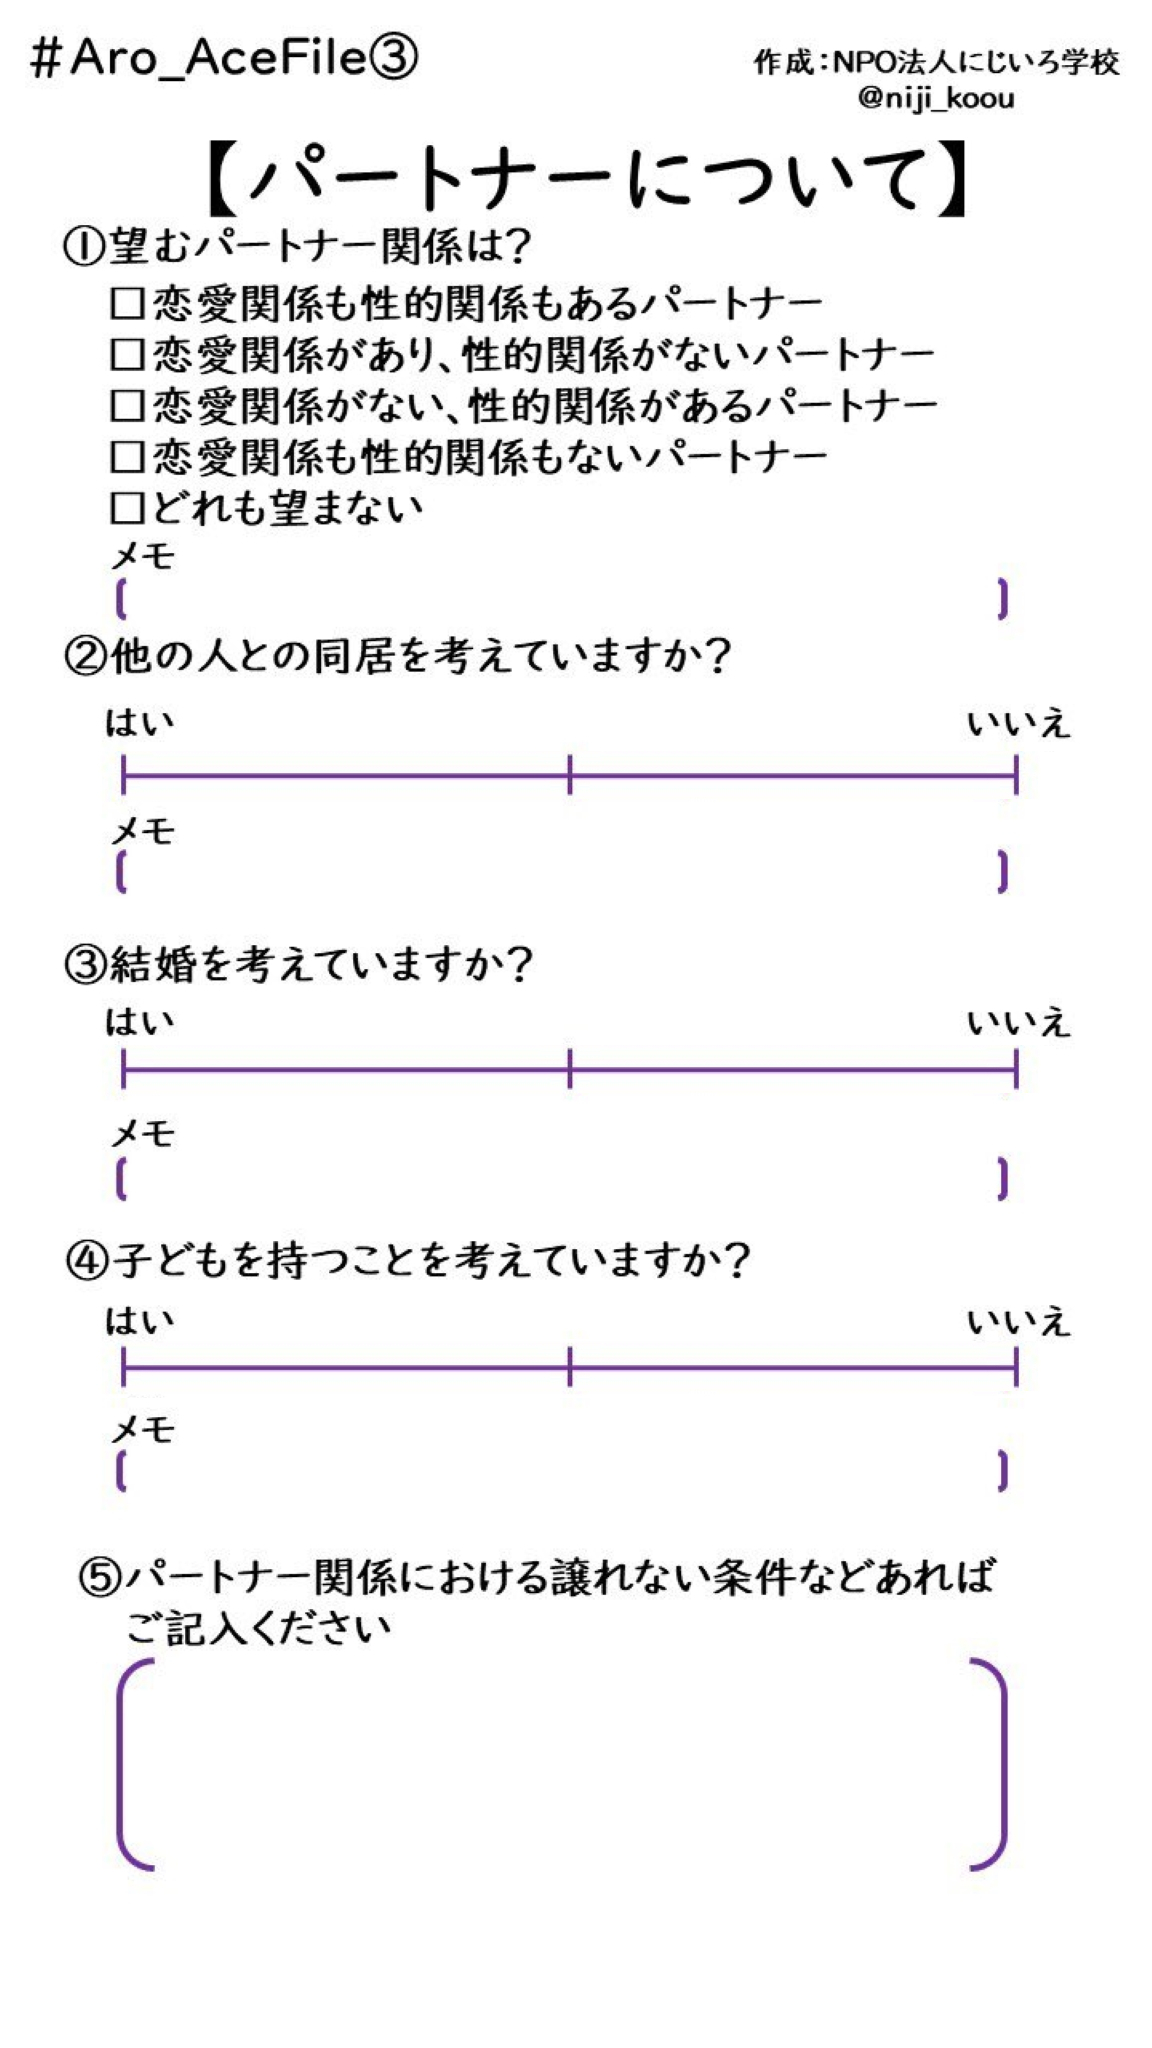 #Aro_AceFile③
作成：NPO法人にじいろ学校
@niji_koou
【パートナーについて】
①望むパートナー関係は？
□恋愛関係も性的関係もあるパートナー
□恋愛関係があり、性的関係がないパートナー
□恋愛関係がない、性的関係があるパートナー
□恋愛関係も性的関係もないパートナー
□どれも望まない
メモ
②他の人との同居を考えていますか？
はい いいえ
メモ
③結婚を考えていますか？
はい いいえ
メモ
④子どもを持つことを考えていますか？
はい いいえ
メモ
⑤パートナー関係における譲れない条件などあれば
ご記入ください